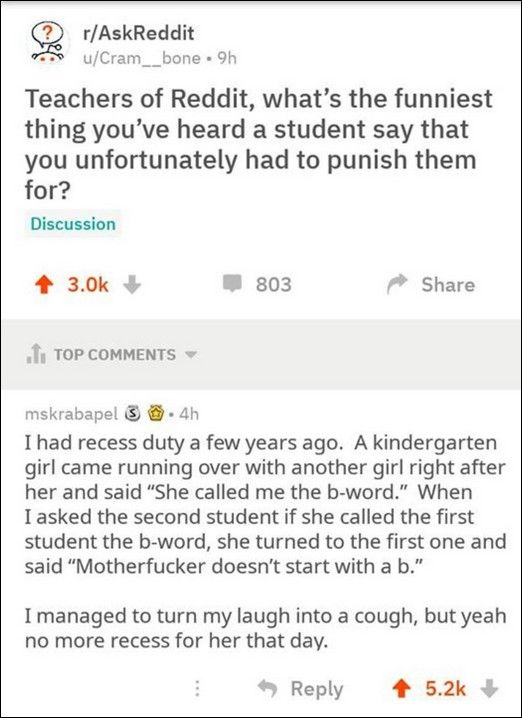 r/AskReddit
u/Cram__bone • 9h
Teachers of Reddit, what's the funniest
thing you've heard a student say that
you unfortunately had to punish them
for?
Discussion
3.0k
803
Share
TOP COMMENTS
mskrabapel S • 4h
I had recess duty a few years ago. A kindergarten
girl came running over with another girl right after
her and said “She called me the b-word.” When
I asked the second student if she called the first
student the b-word, she turned to the first one and
said “Motherfucker doesn't start with a b.”
I managed to turn my laugh into a cough, but yeah
no more recess for her that day.
Reply
5.2k